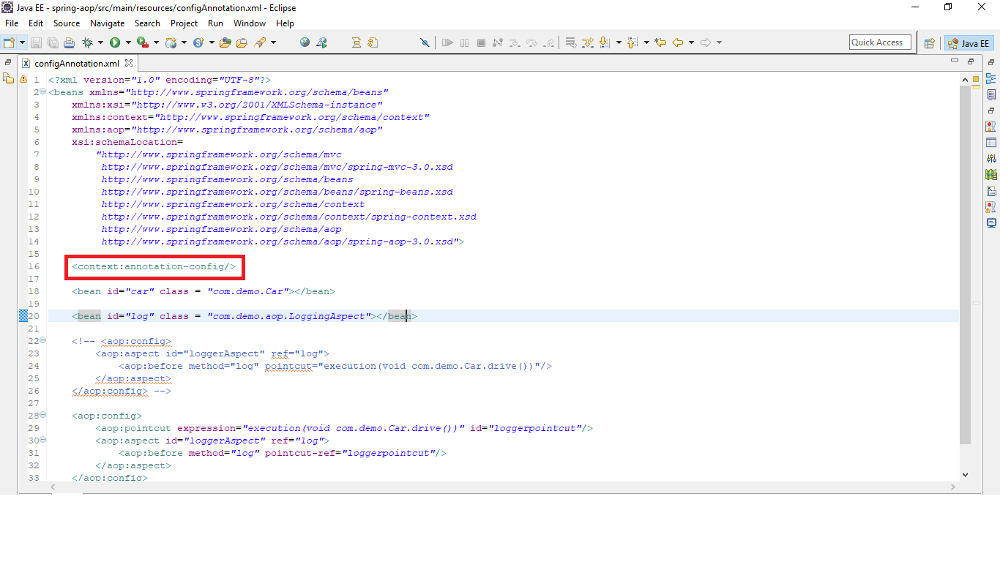 Java EE - spring-aop/src/main/resources/configAnnotation.xml - Eclipse
File Edit Source Navigate Search Project Run Window Help
Quick Access
Java EE
configAnnotation.xml
1 <?xml version="1.0" encoding="UTF-8"?>
2 <beans xmlns="http://www.springframework.org/schema/beans"
3 xmlns:xsi="http://www.w3.org/2001/XMLSchema-instance"
4 xmlns:context="http://www.springframework.org/schema/context"
5 xmlns:aop="http://www.springframework.org/schema/aop"
6 xsi:schemaLocation=
7 "http://www.springframework.org/schema/mvc
8 http://www.springframework.org/schema/mvc/spring-mvc-3.0.xsd
9 http://www.springframework.org/schema/beans
10 http://www.springframework.org/schema/beans/spring-beans.xsd
11 http://www.springframework.org/schema/context
12 http://www.springframework.org/schema/context/spring-context.xsd
13 http://www.springframework.org/schema/aop
14 http://www.springframework.org/schema/aop/spring-aop-3.0.xsd">
15
16 <context:annotation-config/>
17
18 <bean id="car" class = "com.demo.Car"></bean>
19
20 <bean id="log" class = "com.demo.aop.LoggingAspect"></bean>
21
22 <!-- <aop:config>
23 <aop:aspect id="loggerAspect" ref="log">
24 <aop:before method="log" pointcut="execution(void com.demo.Car.drive())"/>
25 </aop:aspect>
26 </aop:config> -->
27
28 <aop:config>
29 <aop:pointcut expression="execution(void com.demo.Car.drive())" id="loggerpointcut"/>
30 <aop:aspect id="loggerAspect" ref="log">
31 <aop:before method="log" pointcut-ref="loggerpointcut"/>
32 </aop:aspect>
33 </aop:config>